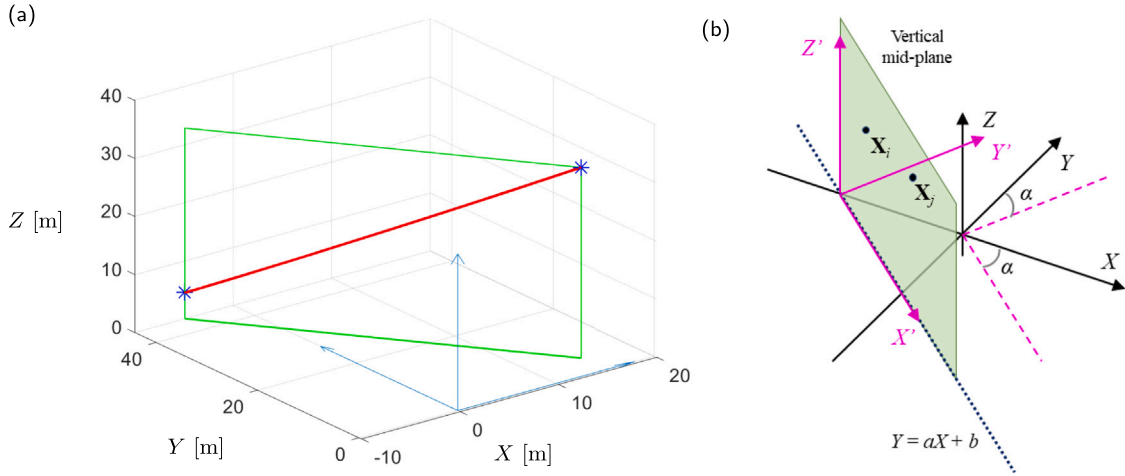 (a)
40
30
20
10
0
Z [m]
40
20
0
Y [m]
-10
0
10
20
X [m]
(b)
Vertical
mid-plane
Z'
Z
X_i
Y'
Y
X_j
α
α
X
X'
Y = aX + b